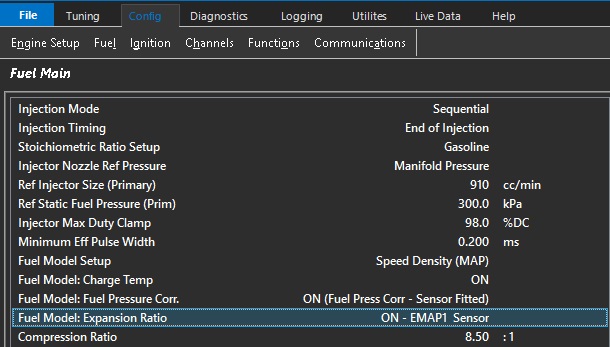 File Tuning Config Diagnostics Logging Utilites Live Data Help
Engine Setup Fuel Ignition Channels Functions Communications
Fuel Main
Injection Mode Sequential
Injection Timing End of Injection
Stoichiometric Ratio Setup Gasoline
Injector Nozzle Ref Pressure Manifold Pressure
Ref Injector Size (Primary) 910 cc/min
Ref Static Fuel Pressure (Prim) 300.0 kPa
Injector Max Duty Clamp 98.0 %DC
Minimum Eff Pulse Width 0.200 ms
Fuel Model Setup Speed Density (MAP)
Fuel Model: Charge Temp ON
Fuel Model: Fuel Pressure Corr. ON (Fuel Press Corr - Sensor Fitted)
Fuel Model: Expansion Ratio ON - EMAP1 Sensor
Compression Ratio 8.50 : 1